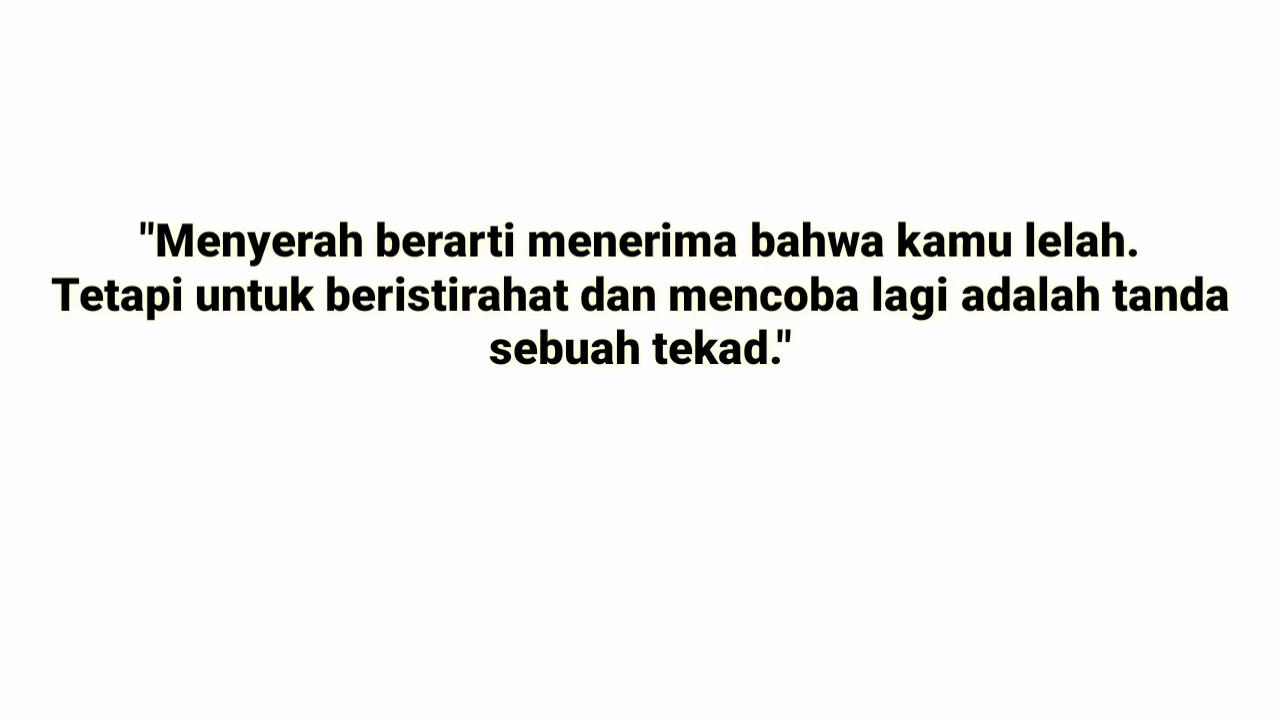 "Menyerah berarti menerima bahwa kamu lelah.
Tetapi untuk beristirahat dan mencoba lagi adalah tanda
sebuah tekad."